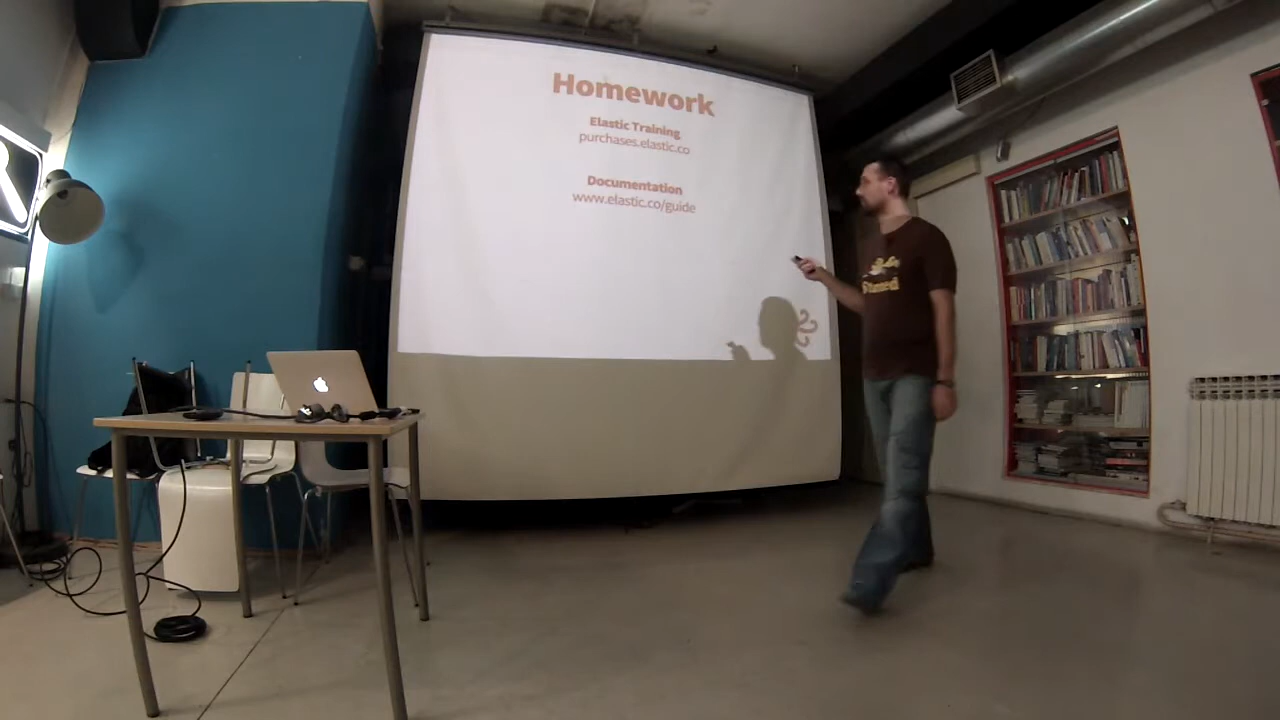 Homework
Elastic Training
purchases.elastic.co
Documentation
www.elastic.co/guide